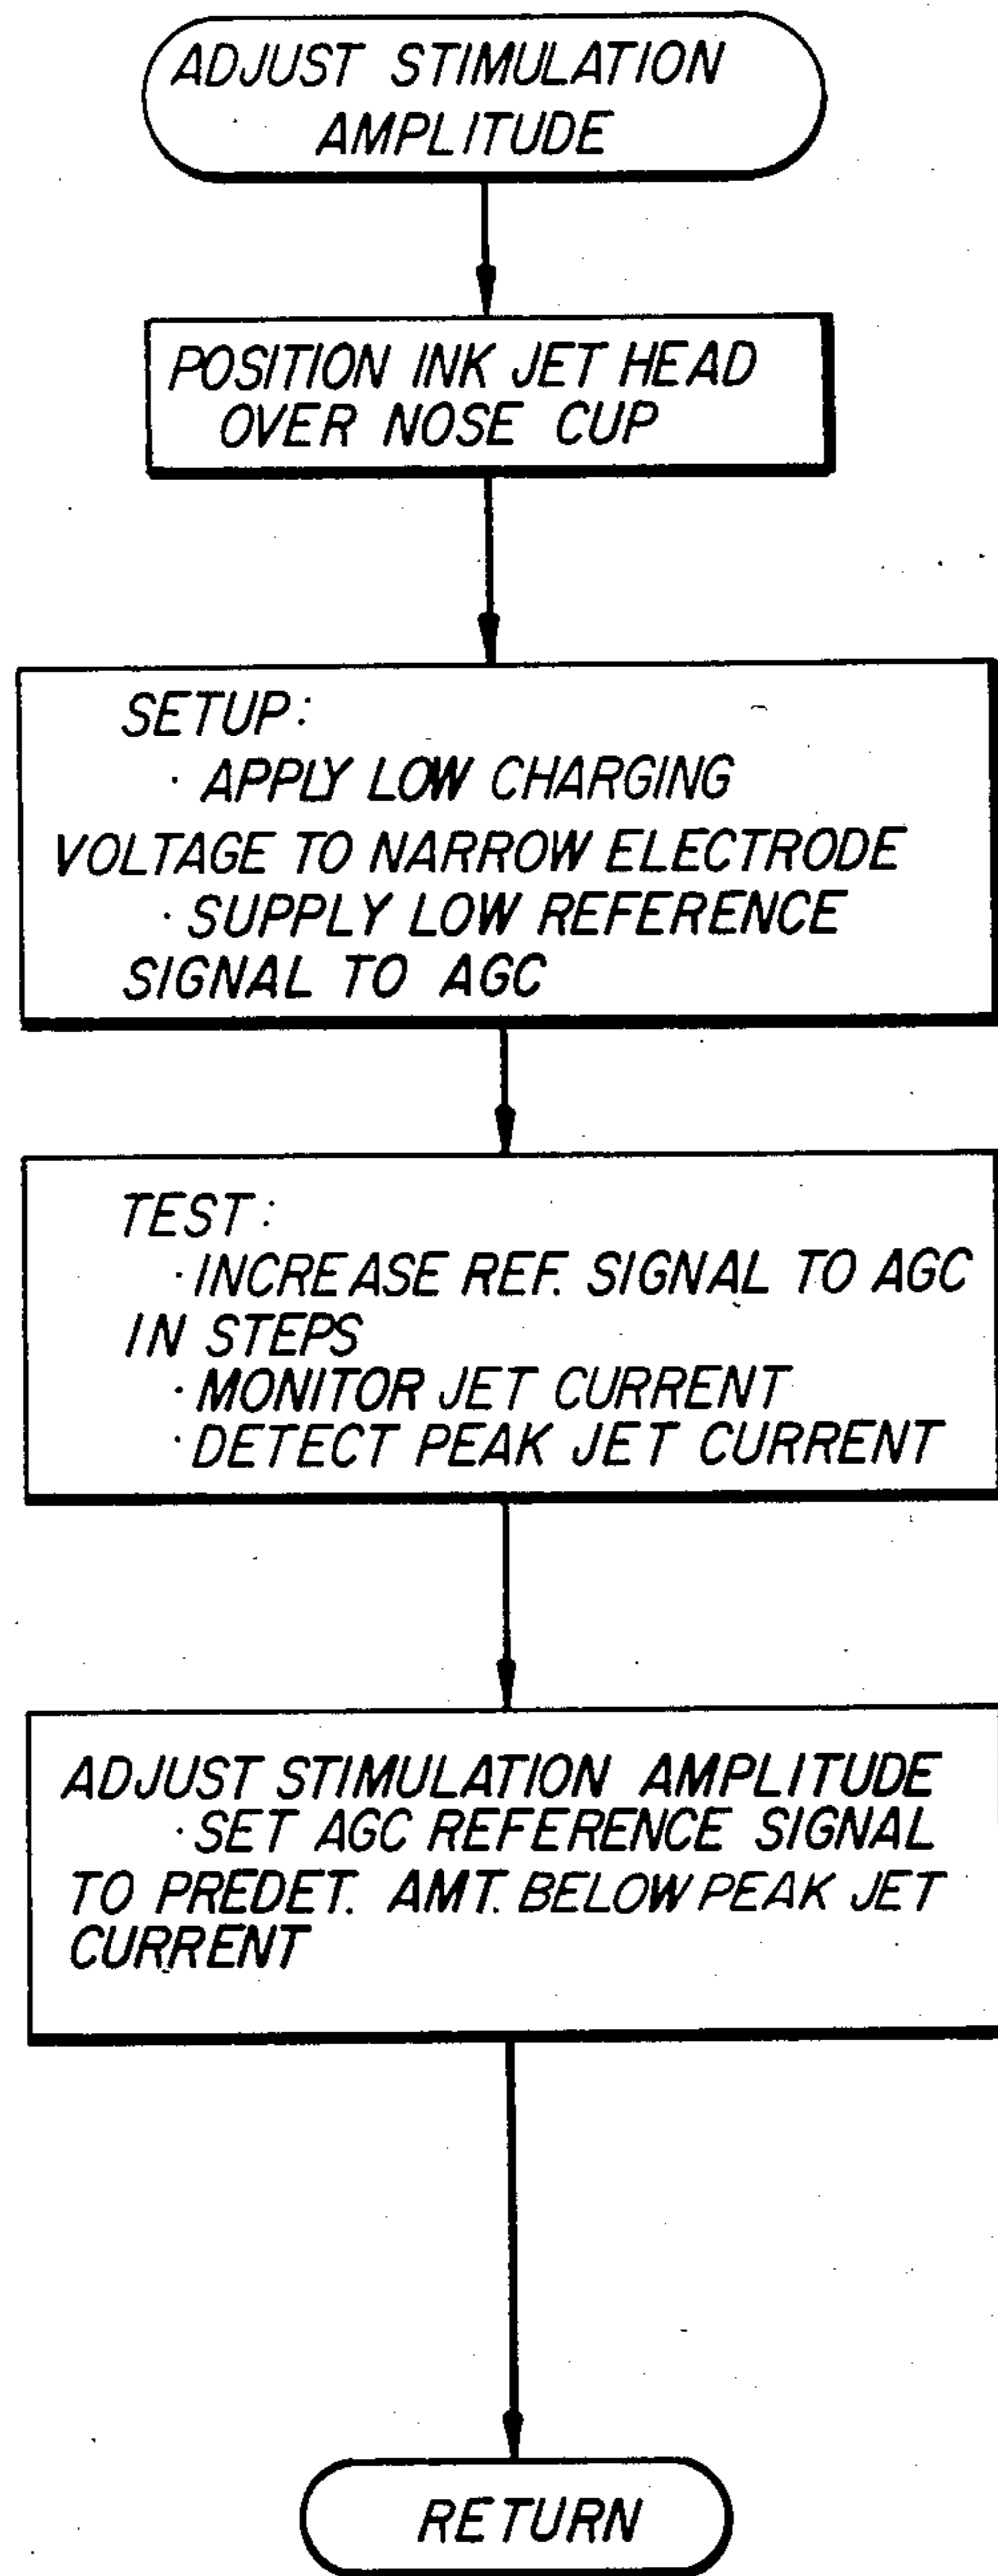 ADJUST STIMULATION
AMPLITUDE
POSITION INK JET HEAD
OVER NOSE CUP
SETUP:
· APPLY LOW CHARGING
VOLTAGE TO NARROW ELECTRODE
· SUPPLY LOW REFERENCE
SIGNAL TO AGC
TEST:
· INCREASE REF. SIGNAL TO AGC
IN STEPS
· MONITOR JET CURRENT
· DETECT PEAK JET CURRENT
ADJUST STIMULATION AMPLITUDE
· SET AGC REFERENCE SIGNAL
TO PREDET. AMT. BELOW PEAK JET
CURRENT
RETURN